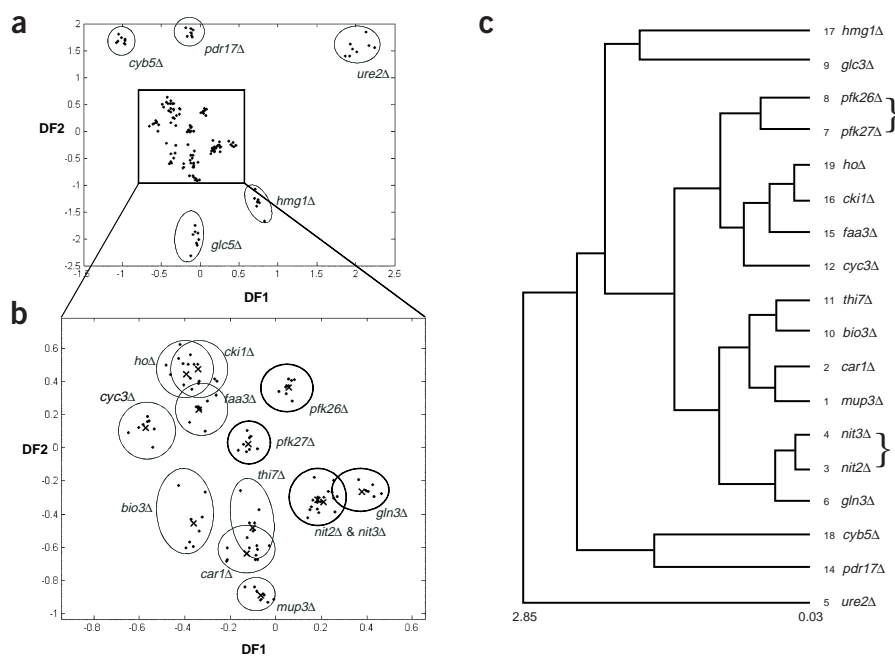 a
2
1.5
1
0.5
0
-0.5
-1
-1.5
-2
-2.5
DF2
cyb5Δ
pdr17Δ
ure2Δ
hmg1Δ
glc5Δ
-1.5
-1
-0.5
0
0.5
1
1.5
2
2.5
DF1
b
0.6
0.4
0.2
0
-0.2
-0.4
-0.6
-0.8
-1
DF2
hoΔ
cki1Δ
cyc3Δ
faa3Δ
pfk26Δ
pfk27Δ
thi7Δ
bio3Δ
gln3Δ
nit2Δ & nit3Δ
car1Δ
mup3Δ
-0.8
-0.6
-0.4
-0.2
0
0.2
0.4
0.6
DF1
c
17 hmg1Δ
9 glc3Δ
8 pfk26Δ }
7 pfk27Δ
19 hoΔ
16 cki1Δ
15 faa3Δ
12 cyc3Δ
11 thi7Δ
10 bio3Δ
2 car1Δ
1 mup3Δ
4 nit3Δ }
3 nit2Δ
6 gln3Δ
18 cyb5Δ
14 pdr17Δ
5 ure2Δ
2.85
0.03